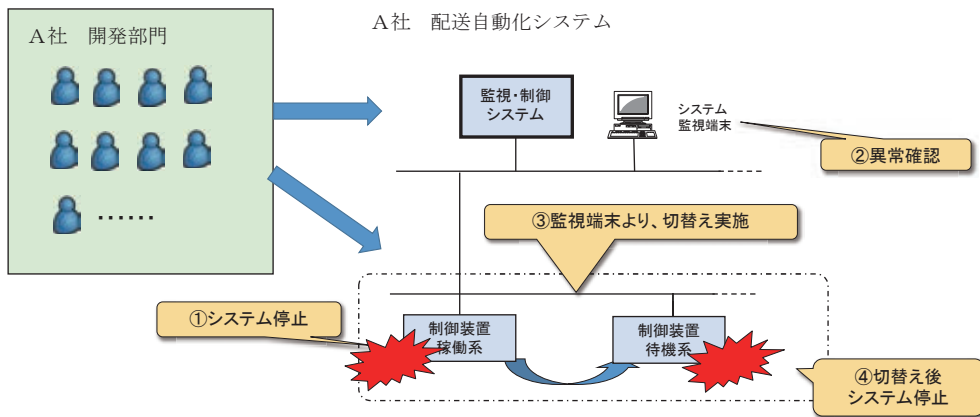 A社 配送自動化システム
A社 開発部門
……
監視・制御
システム
システム
監視端末
②異常確認
③監視端末より、切替え実施
①システム停止
制御装置
稼働系
制御装置
待機系
④切替え後
システム停止